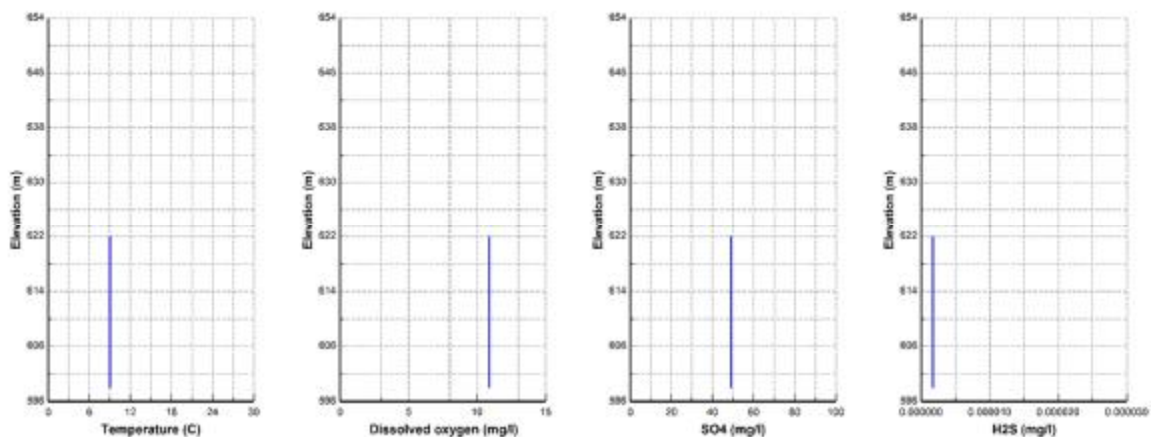 Elevation (m)
654
646
638
630
622
614
606
598
0 6 12 18 24 30
Temperature (C)
Elevation (m)
654
646
638
630
622
614
606
598
0 5 10 15
Dissolved oxygen (mg/l)
Elevation (m)
654
646
638
630
622
614
606
598
0 20 40 60 80 100
SO4 (mg/l)
Elevation (m)
654
646
638
630
622
614
606
598
0.000000 0.000010 0.000020 0.000030
H2S (mg/l)